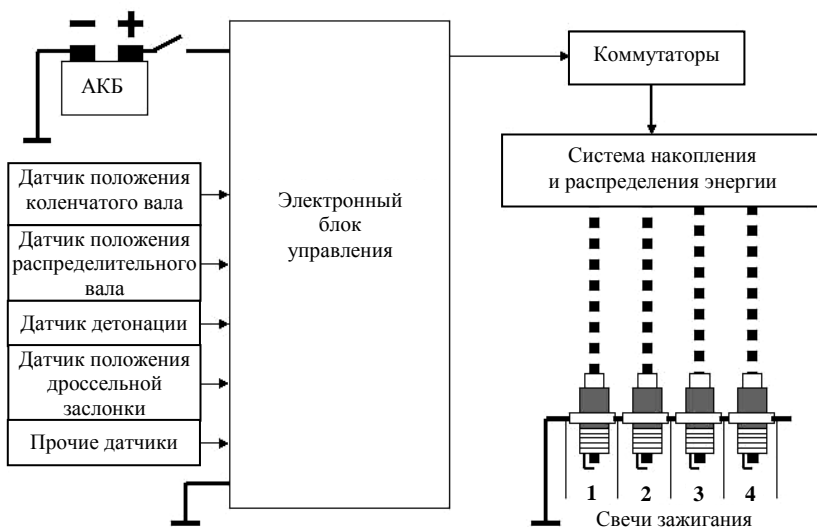 − +
АКБ
Коммутаторы
Система накопления
и распределения энергии
Датчик положения
коленчатого вала
Датчик положения
распределительного
вала
Датчик детонации
Датчик положения
дроссельной
заслонки
Прочие датчики
Электронный
блок
управления
1 2 3 4
Свечи зажигания